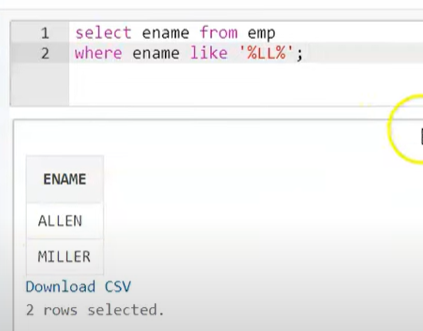 1 select ename from emp
2 where ename like '%LL%';
ENAME
ALLEN
MILLER
Download CSV
2 rows selected.